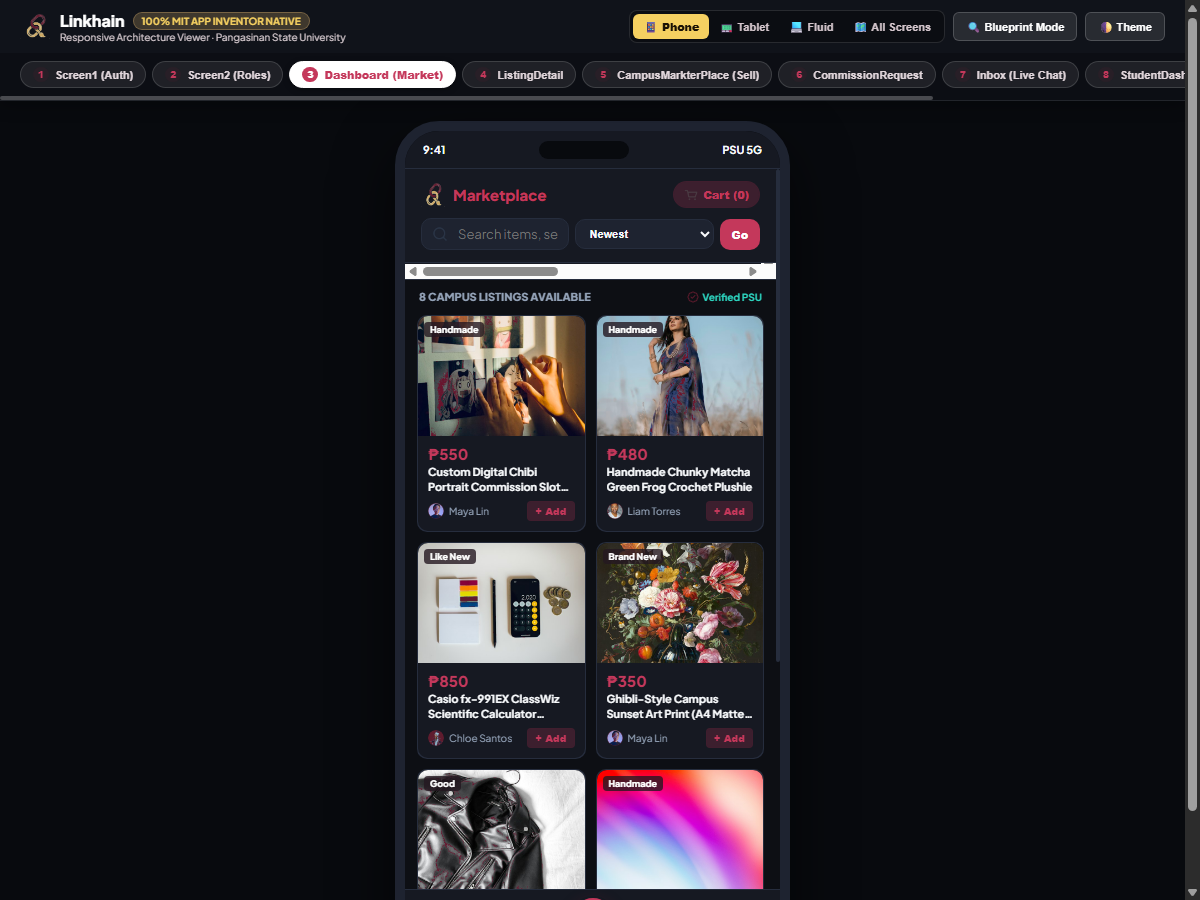 Linkhain 100% MIT APP INVENTOR NATIVE
Responsive Architecture Viewer · Pangasinan State University
Phone Tablet Fluid All Screens Blueprint Mode Theme
1 Screen1 (Auth) 2 Screen2 (Roles) 3 Dashboard (Market) 4 ListingDetail 5 CampusMarkterPlace (Sell) 6 CommissionRequest 7 Inbox (Live Chat) 8 StudentDash
9:41 PSU 5G
Marketplace Cart (0)
Search items, se Newest Go
8 CAMPUS LISTINGS AVAILABLE Verified PSU
Handmade Handmade
₱550 ₱480
Custom Digital Chibi Handmade Chunky Matcha
Portrait Commission Slot... Green Frog Crochet Plushie
Maya Lin + Add Liam Torres + Add
Like New Brand New
₱850 ₱350
Casio fx-991EX ClassWiz Ghibli-Style Campus
Scientific Calculator... Sunset Art Print (A4 Matte...
Chloe Santos + Add Maya Lin + Add
Good Handmade